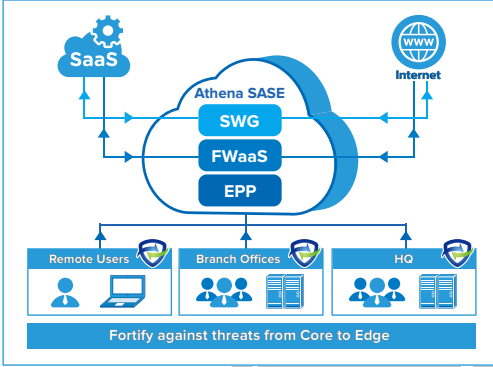 SaaS
WWW
Internet
Athena SASE
SWG
FWaaS
EPP
Remote Users
Branch Offices
HQ
Fortify against threats from Core to Edge